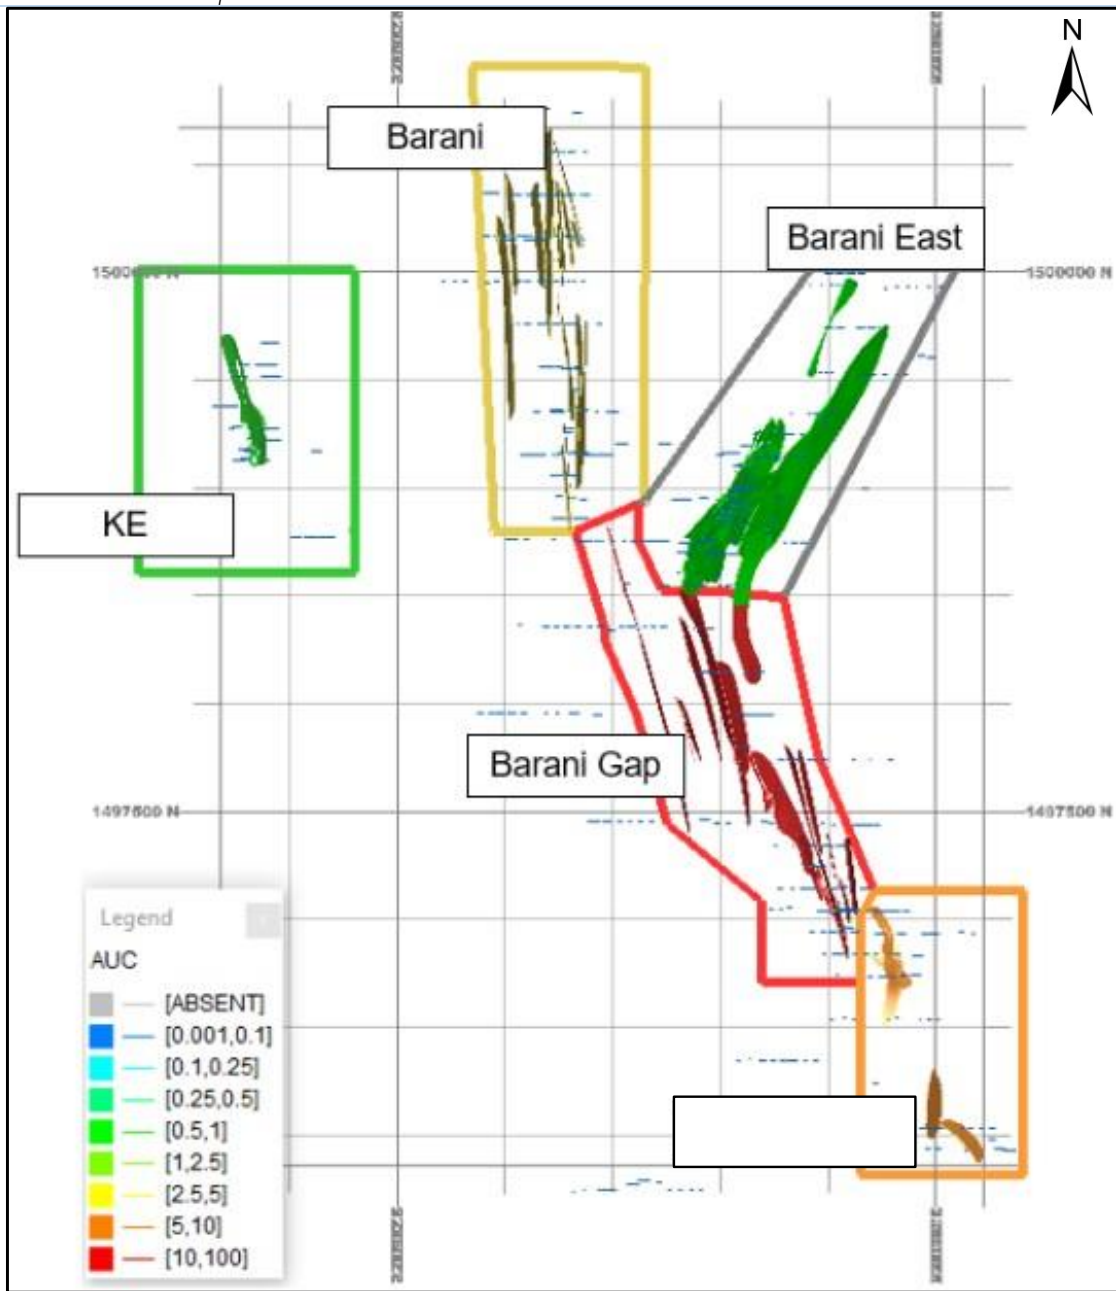 N
Barani
Barani East
1500000 N
1500000 N
KE
Barani Gap
1497500 N
1497500 N
Legend
AUC
[ABSENT]
[0.001,0.1]
[0.1,0.25]
[0.25,0.5]
[0.5,1]
[1,2.5]
[2.5,5]
[5,10]
[10,100]